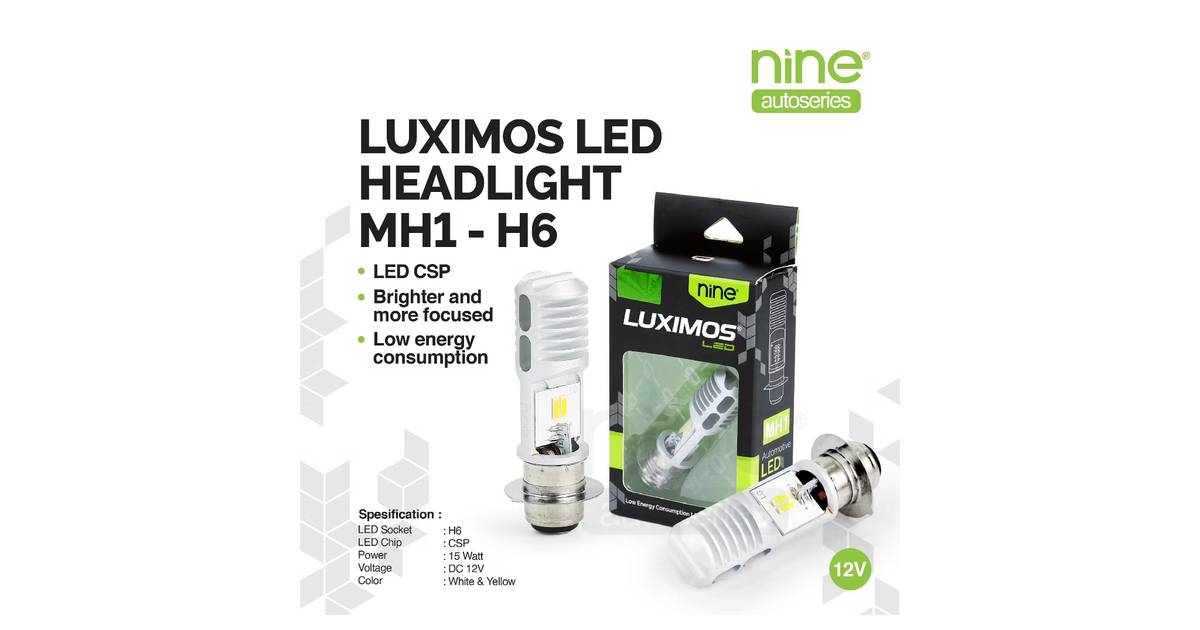 nine®
autoseries
LUXIMOS LED
HEADLIGHT
MH1 - H6
• LED CSP
• Brighter and
more focused
• Low energy
consumption
nine®
LUXIMOS®
LED
MH1
Automotive
LED
Low Energy Consumption
Spesification :
LED Socket : H6
LED Chip : CSP
Power : 15 Watt
Voltage : DC 12V
Color : White & Yellow
12V